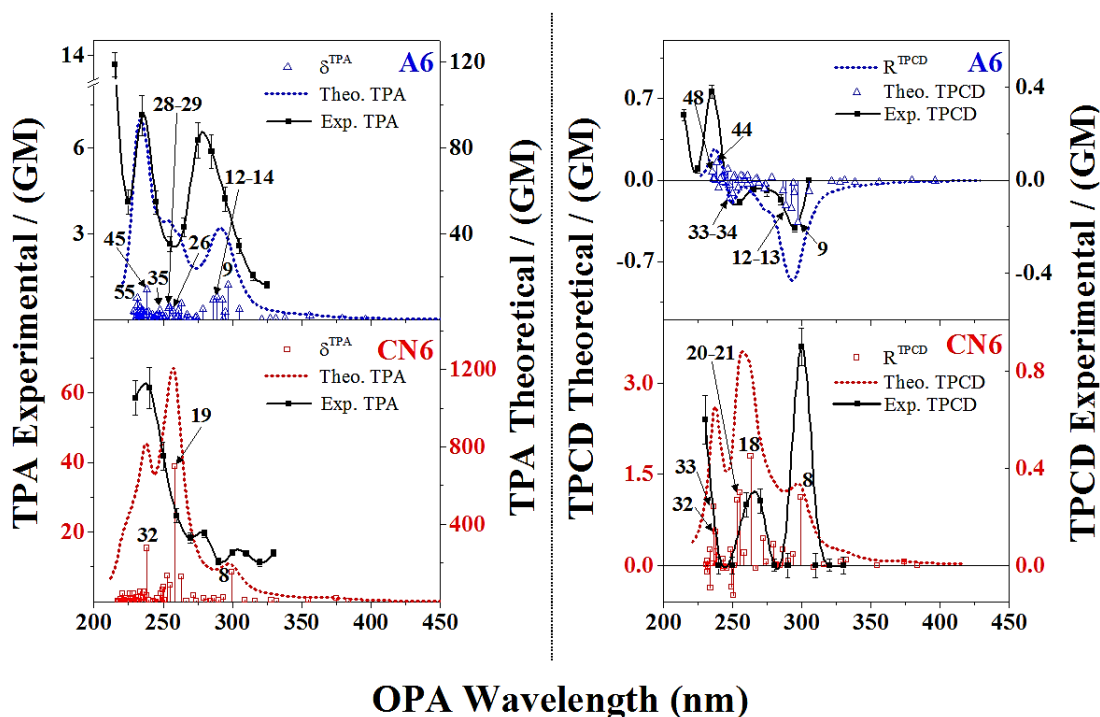 TPA Experimental / (GM)
14
6
3
δTPA
Theo. TPA
Exp. TPA
A6
28-29
12-14
45
55
35
26
9
120
80
40
TPA Theoretical / (GM)
60
40
20
δTPA
Theo. TPA
Exp. TPA
CN6
19
32
8
1200
800
400
200 250 300 350 400 450
TPCD Theoretical / (GM)
0.7
0.0
-0.7
RTPCD
Theo. TPCD
Exp. TPCD
A6
48
44
33-34
12-13
9
0.4
0.0
-0.4
TPCD Experimental / (GM)
3.0
1.5
0.0
RTPCD
Theo. TPCD
Exp. TPCD
CN6
20-21
18
33
32
8
0.8
0.4
0.0
200 250 300 350 400 450
OPA Wavelength (nm)